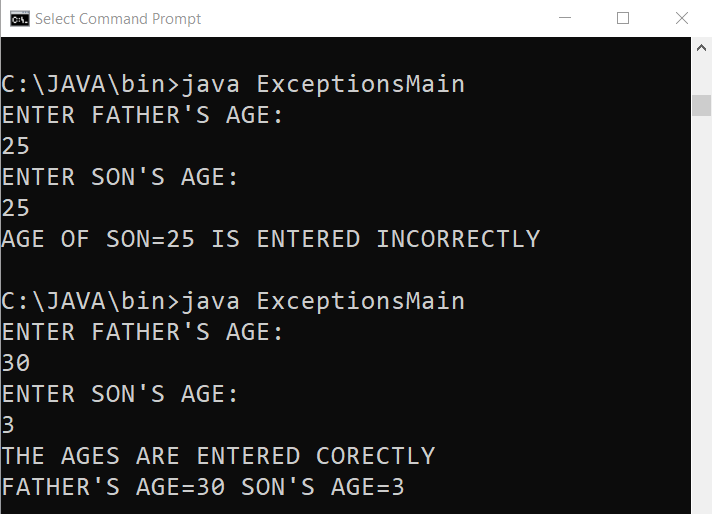 Select Command Prompt
C:\JAVA\bin>java ExceptionsMain
ENTER FATHER'S AGE:
25
ENTER SON'S AGE:
25
AGE OF SON=25 IS ENTERED INCORRECTLY
C:\JAVA\bin>java ExceptionsMain
ENTER FATHER'S AGE:
30
ENTER SON'S AGE:
3
THE AGES ARE ENTERED CORECTLY
FATHER'S AGE=30 SON'S AGE=3